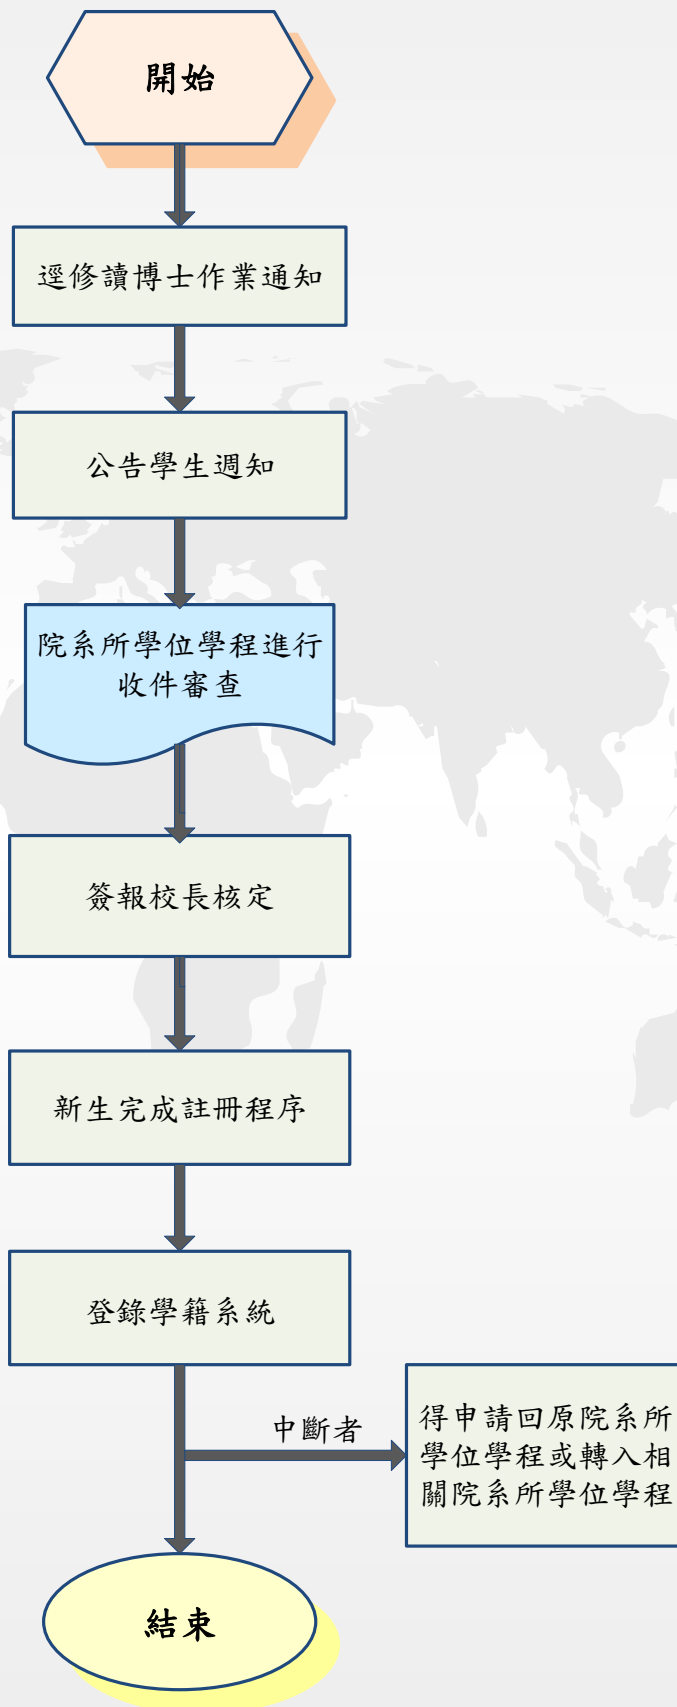 開始
逕修讀博士作業通知
公告學生週知
院系所學位學程進行
收件審查
簽報校長核定
新生完成註冊程序
登錄學籍系統
中斷者
得申請回原院系所
學位學程或轉入相
關院系所學位學程
結束